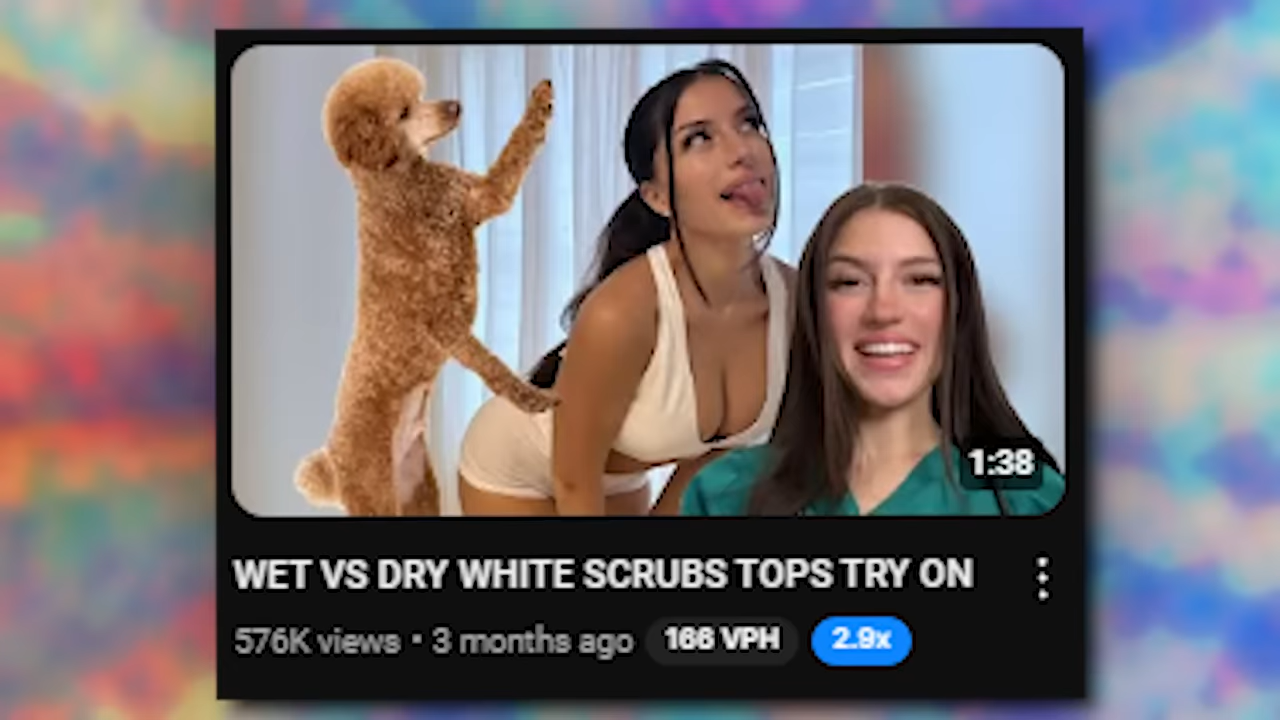 1:38
WET VS DRY WHITE SCRUBS TOPS TRY ON
576K views • 3 months ago 166 VPH 2.9x